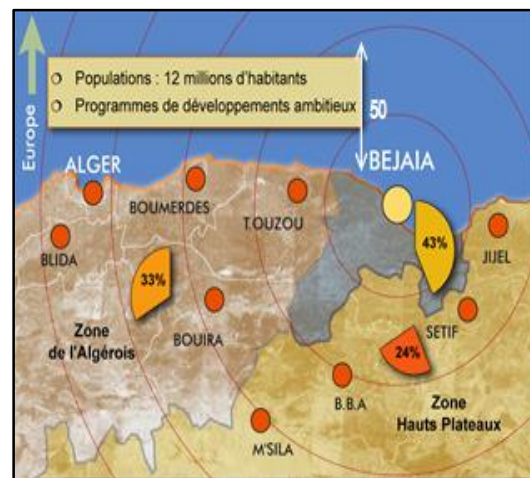 Populations : 12 millions d'habitants
Programmes de développements ambitieux
Europe
50
ALGER
BEJAIA
BOUMERDES
T.OUZOU
BLIDA
JIJEL
43%
33%
Zone
de l'Algérois
BOUIRA
SETIF
24%
B.B.A
Zone
Hauts Plateaux
M'SILA